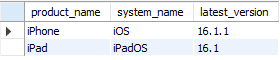 product_name system_name latest_version
iPhone iOS 16.1.1
iPad iPadOS 16.1